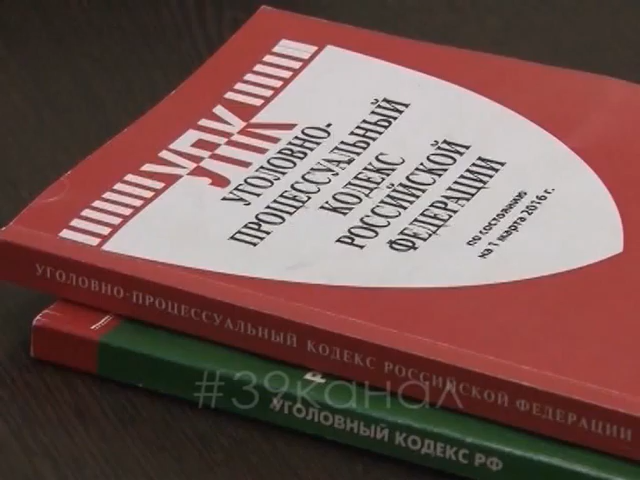 УПК
УГОЛОВНО-
ПРОЦЕССУАЛЬНЫЙ
КОДЕКС
РОССИЙСКОЙ
ФЕДЕРАЦИИ
по состоянию
на 1 марта 2016 г.
УГОЛОВНО-ПРОЦЕССУАЛЬНЫЙ КОДЕКС РОССИЙСКОЙ ФЕДЕРАЦИИ
#39канал
УГОЛОВНЫЙ КОДЕКС РФ